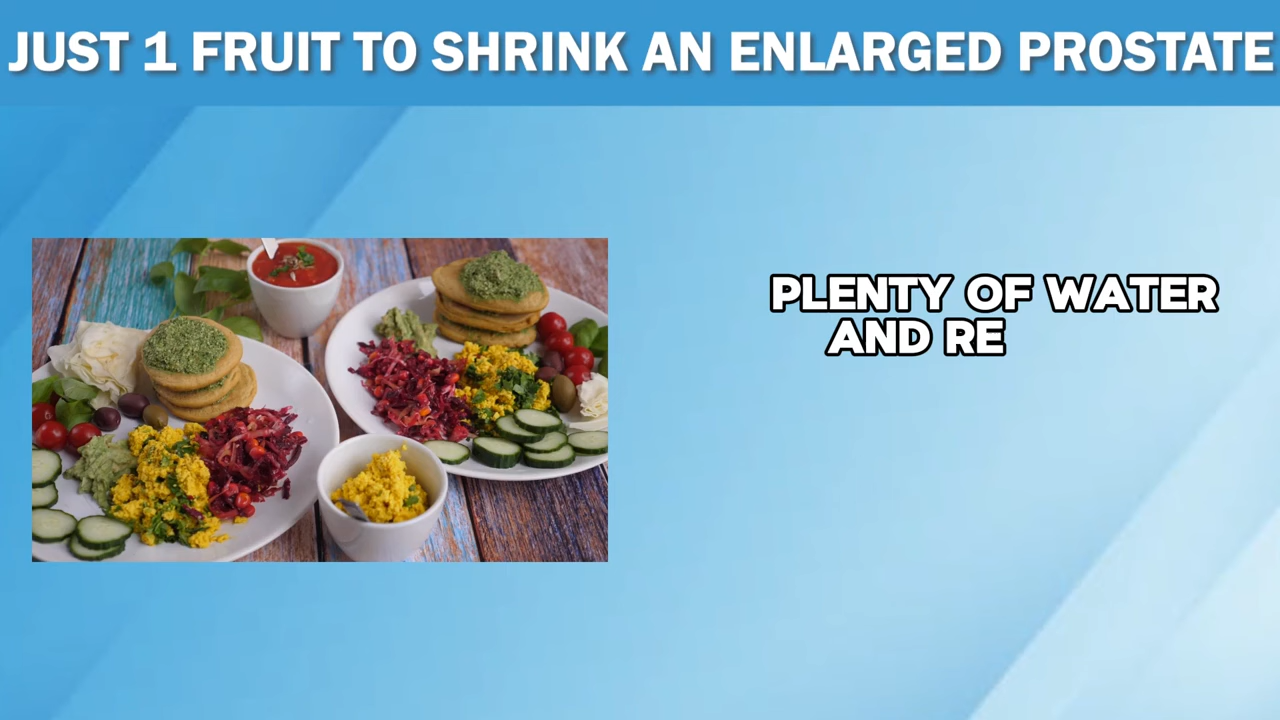 JUST 1 FRUIT TO SHRINK AN ENLARGED PROSTATE
PLENTY OF WATER
AND RE